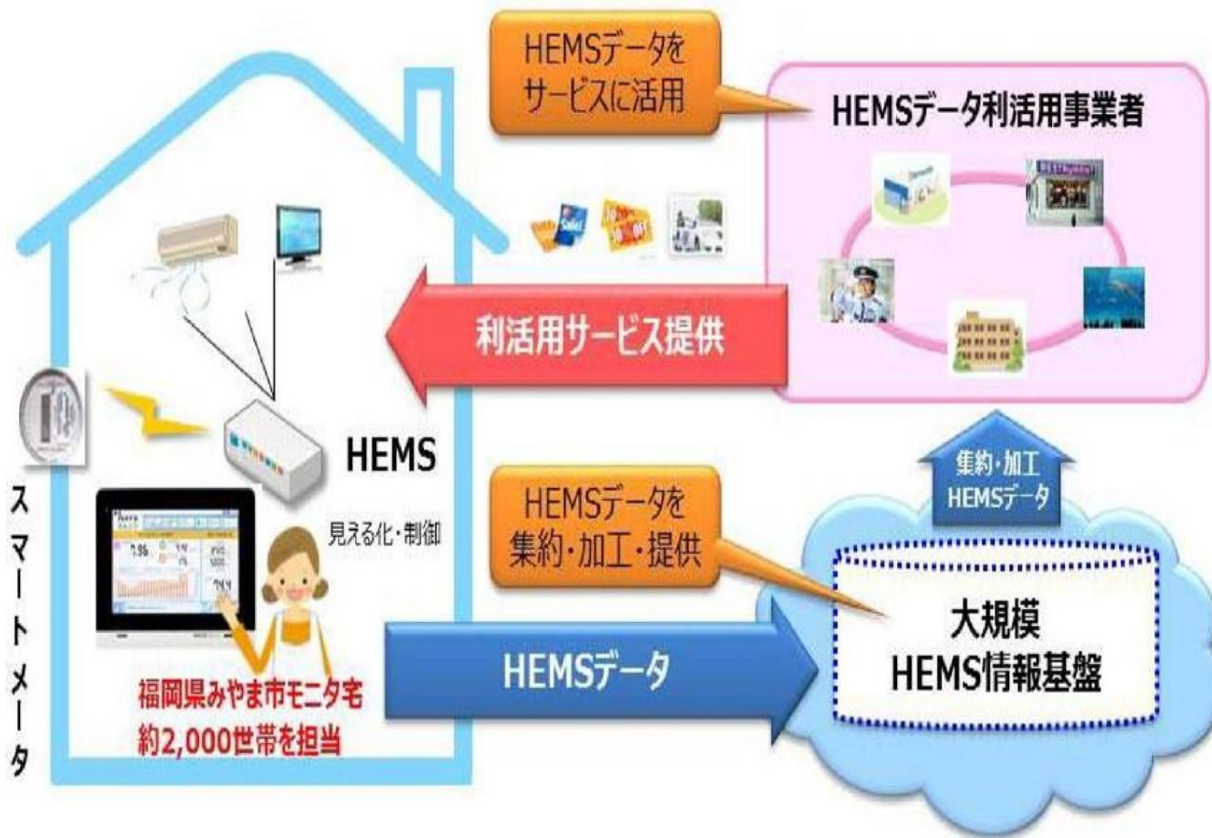 HEMSデータを
サービスに活用
HEMSデータ利活用事業者
利活用サービス提供
HEMS
見える化・制御
スマートメータ
集約・加工
HEMSデータ
HEMSデータを
集約・加工・提供
大規模
HEMS情報基盤
HEMSデータ
福岡県みやま市モニタ宅
約2,000世帯を担当